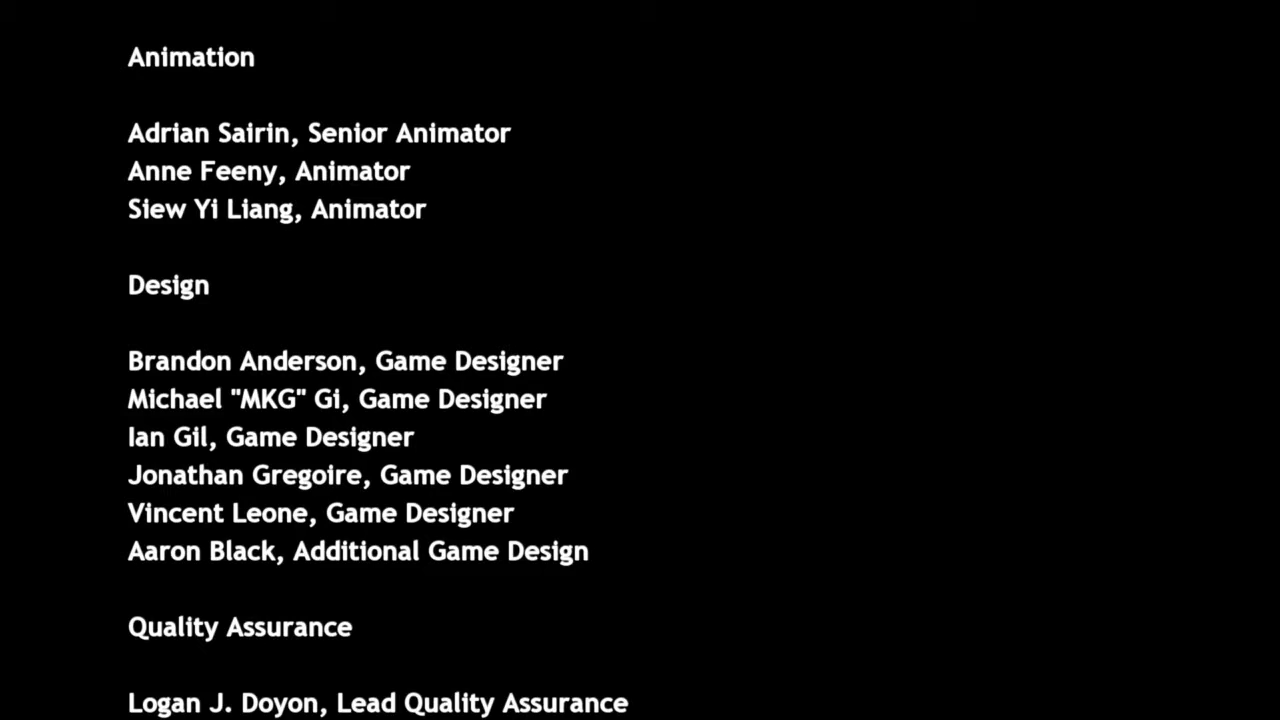 Animation
Adrian Sairin, Senior Animator
Anne Feeny, Animator
Siew Yi Liang, Animator
Design
Brandon Anderson, Game Designer
Michael "MKG" Gi, Game Designer
Ian Gil, Game Designer
Jonathan Gregoire, Game Designer
Vincent Leone, Game Designer
Aaron Black, Additional Game Design
Quality Assurance
Logan J. Doyon, Lead Quality Assurance